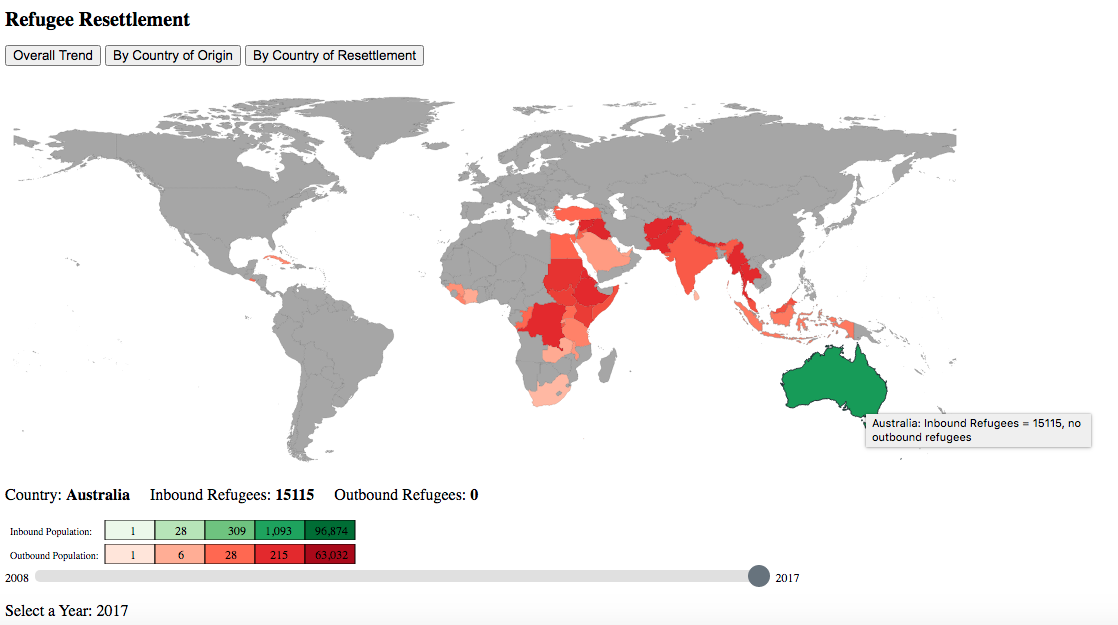 Refugee Resettlement
Overall Trend By Country of Origin By Country of Resettlement
Australia: Inbound Refugees = 15115, no
outbound refugees
Country: Australia Inbound Refugees: 15115 Outbound Refugees: 0
Inbound Population: 1 28 309 1,093 96,874
Outbound Population: 1 6 28 215 63,032
2008 2017
Select a Year: 2017